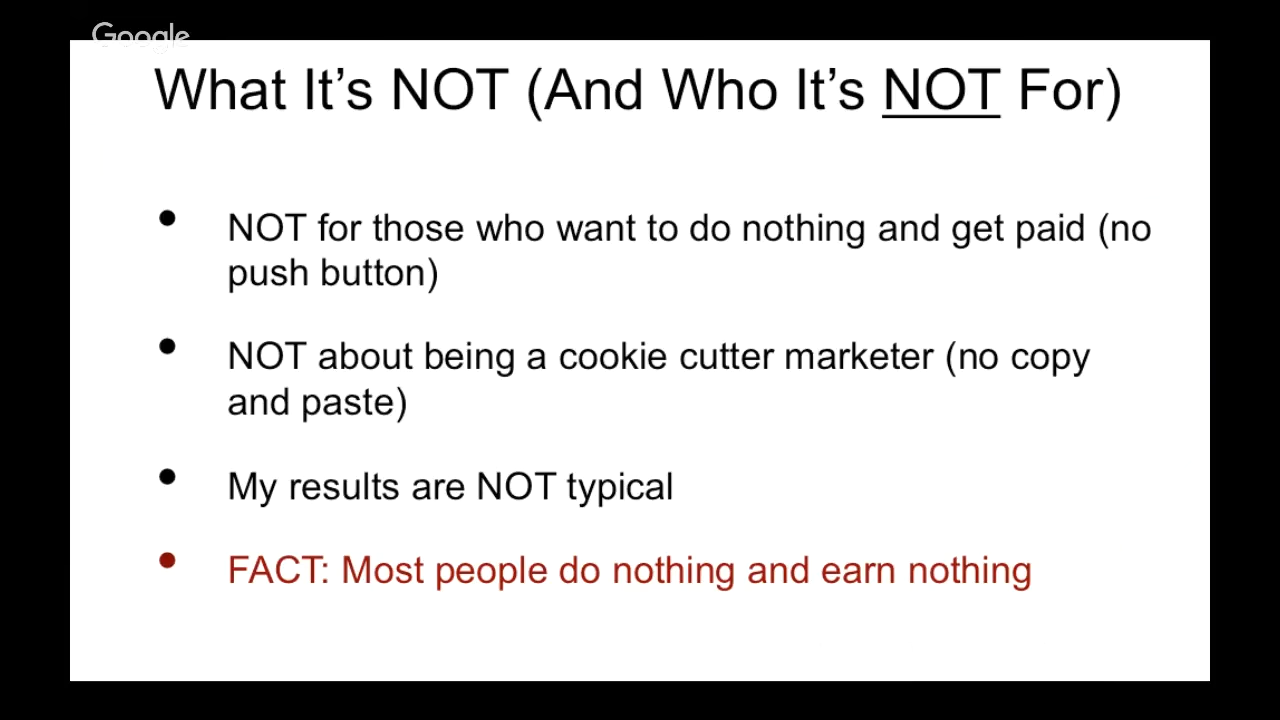 Google
What It’s NOT (And Who It’s NOT For)
• NOT for those who want to do nothing and get paid (no
push button)
• NOT about being a cookie cutter marketer (no copy
and paste)
• My results are NOT typical
• FACT: Most people do nothing and earn nothing